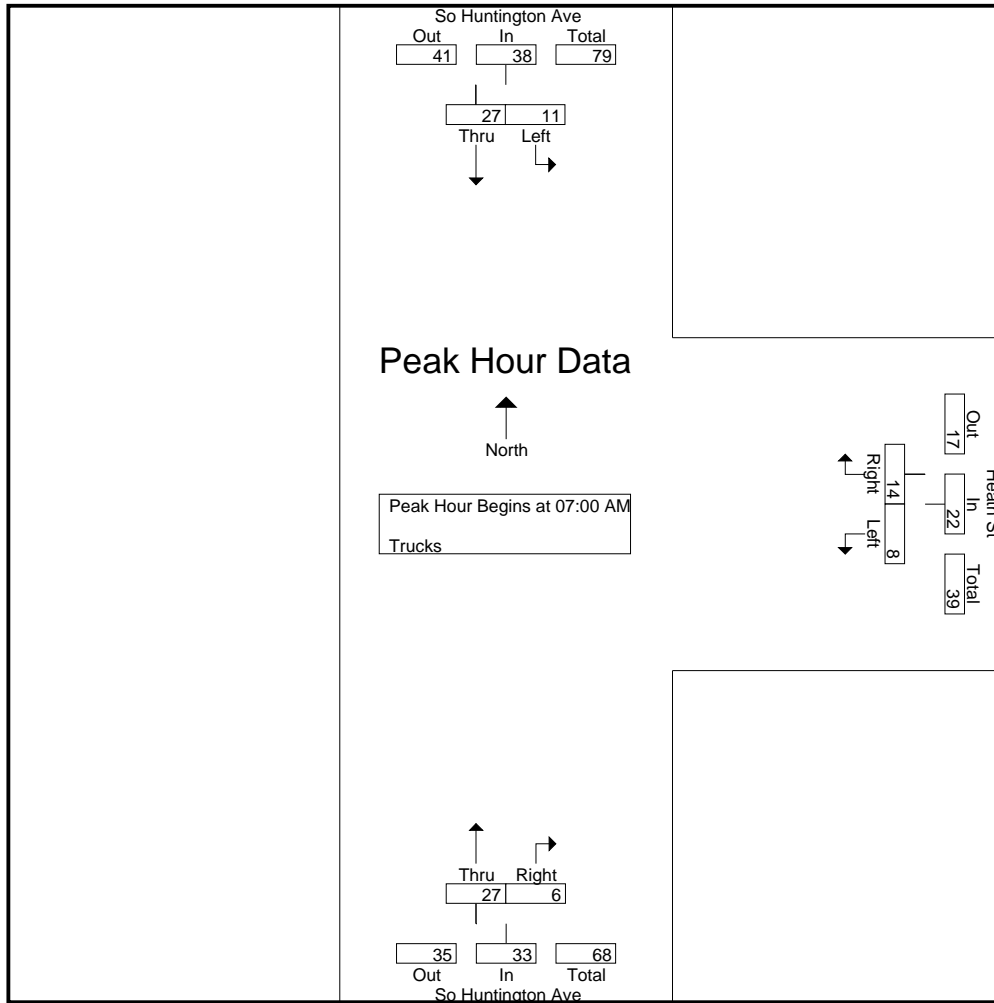 So Huntington Ave
Out In Total
41 38 79
27 11
Thru Left
Peak Hour Data
North
Peak Hour Begins at 07:00 AM
Trucks
Right Left
14 8
Out In Total
17 22 39
Heath St
Thru Right
27 6
35 33 68
Out In Total
So Huntington Ave